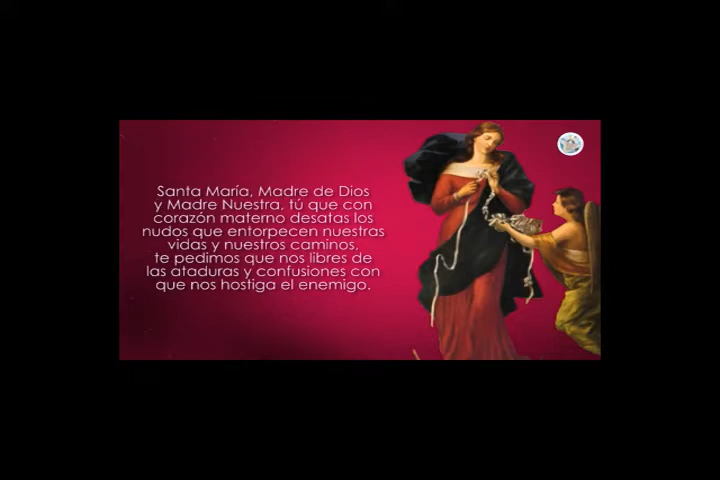 Santa María, Madre de Dios
y Madre Nuestra, tú que con
corazón materno desatas los
nudos que entorpecen nuestras
vidas y nuestros caminos,
te pedimos que nos libres de
las ataduras y confusiones con
que nos hostiga el enemigo.